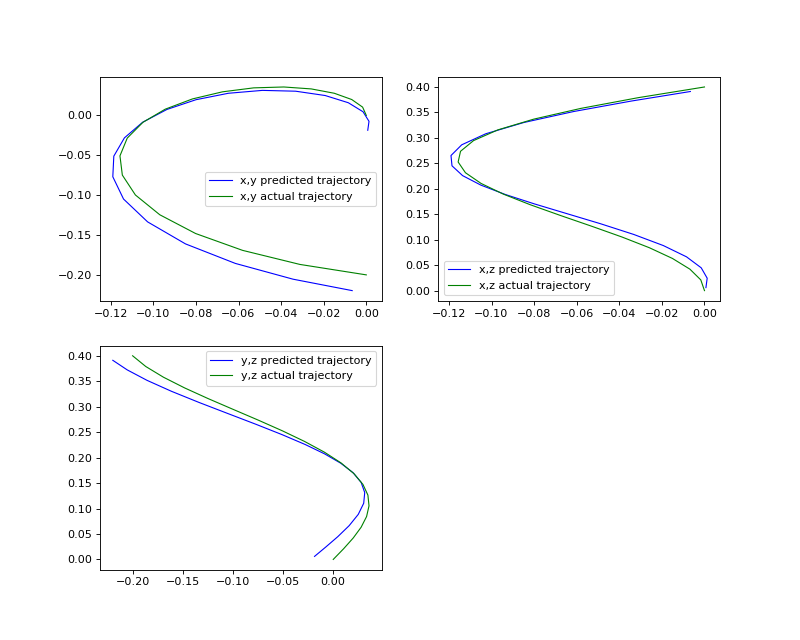 0.00
−0.05
−0.10
−0.15
−0.20
x,y predicted trajectory
x,y actual trajectory
−0.12 −0.10 −0.08 −0.06 −0.04 −0.02 0.00
0.40
0.35
0.30
0.25
0.20
0.15
0.10
0.05
0.00
x,z predicted trajectory
x,z actual trajectory
−0.12 −0.10 −0.08 −0.06 −0.04 −0.02 0.00
0.40
0.35
0.30
0.25
0.20
0.15
0.10
0.05
0.00
y,z predicted trajectory
y,z actual trajectory
−0.20 −0.15 −0.10 −0.05 0.00